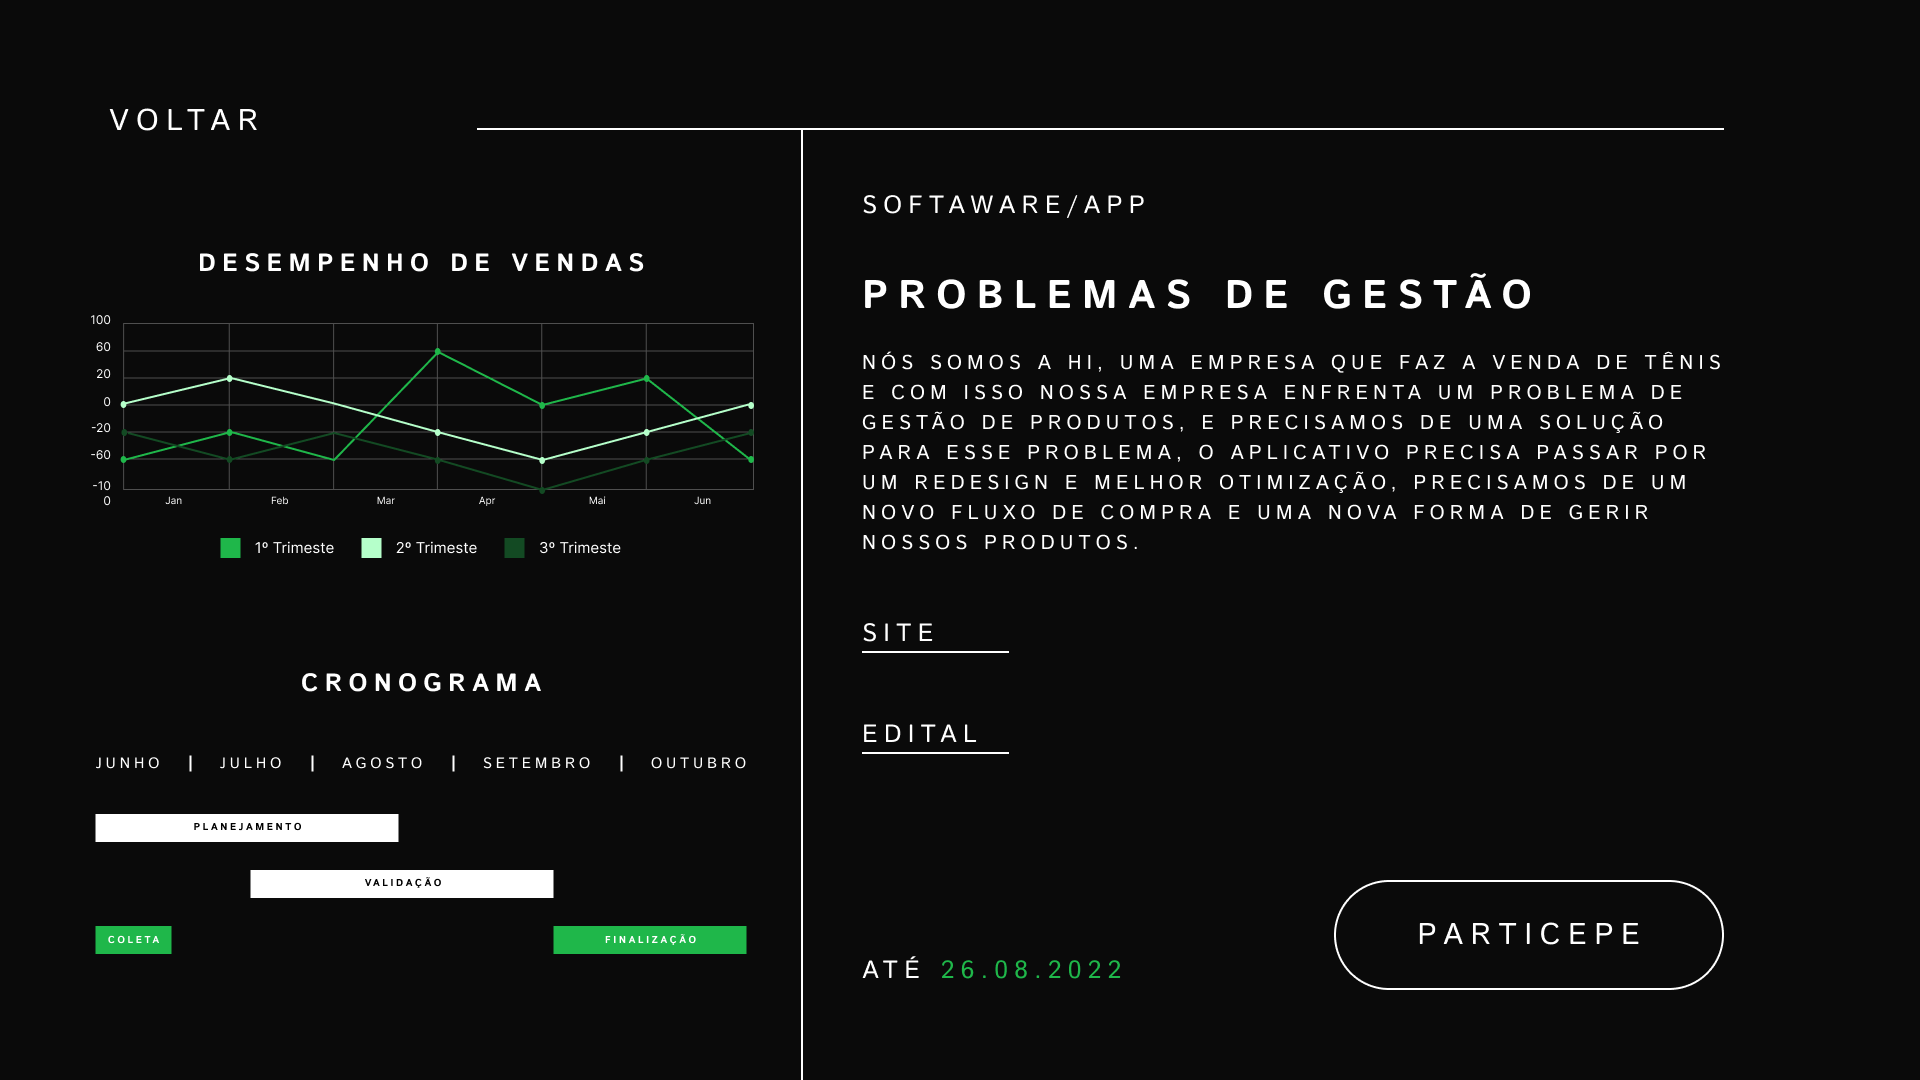 VOLTAR
DESEMPENHO DE VENDAS
100
60
20
0
-20
-60
-10
0
Jan
Feb
Mar
Apr
Mai
Jun
1º Trimeste
2º Trimeste
3º Trimeste
CRONOGRAMA
JUNHO | JULHO | AGOSTO | SETEMBRO | OUTUBRO
PLANEJAMENTO
VALIDAÇÃO
COLETA
FINALIZAÇÃO
SOFTAWARE/APP
PROBLEMAS DE GESTÃO
NÓS SOMOS A HI, UMA EMPRESA QUE FAZ A VENDA DE TÊNIS
E COM ISSO NOSSA EMPRESA ENFRENTA UM PROBLEMA DE
GESTÃO DE PRODUTOS, E PRECISAMOS DE UMA SOLUÇÃO
PARA ESSE PROBLEMA, O APLICATIVO PRECISA PASSAR POR
UM REDESIGN E MELHOR OTIMIZAÇÃO, PRECISAMOS DE UM
NOVO FLUXO DE COMPRA E UMA NOVA FORMA DE GERIR
NOSSOS PRODUTOS.
SITE
EDITAL
ATÉ 26.08.2022
PARTICEPE